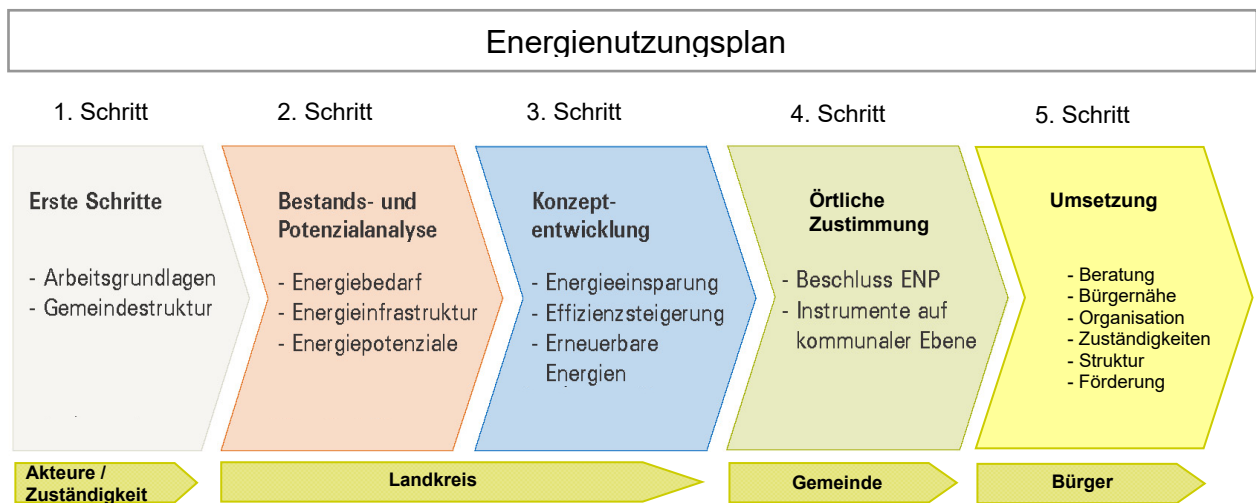 Energienutzungsplan
1. Schritt
2. Schritt
3. Schritt
4. Schritt
5. Schritt
Erste Schritte
- Arbeitsgrundlagen
- Gemeindestruktur
Bestands- und
Potenzialanalyse
- Energiebedarf
- Energieinfrastruktur
- Energiepotenziale
Konzept-
entwicklung
- Energieeinsparung
- Effizienzsteigerung
- Erneuerbare
Energien
Örtliche
Zustimmung
- Beschluss ENP
- Instrumente auf
kommunaler Ebene
Umsetzung
- Beratung
- Bürgernähe
- Organisation
- Zuständigkeiten
- Struktur
- Förderung
Akteure /
Zuständigkeit
Landkreis
Gemeinde
Bürger